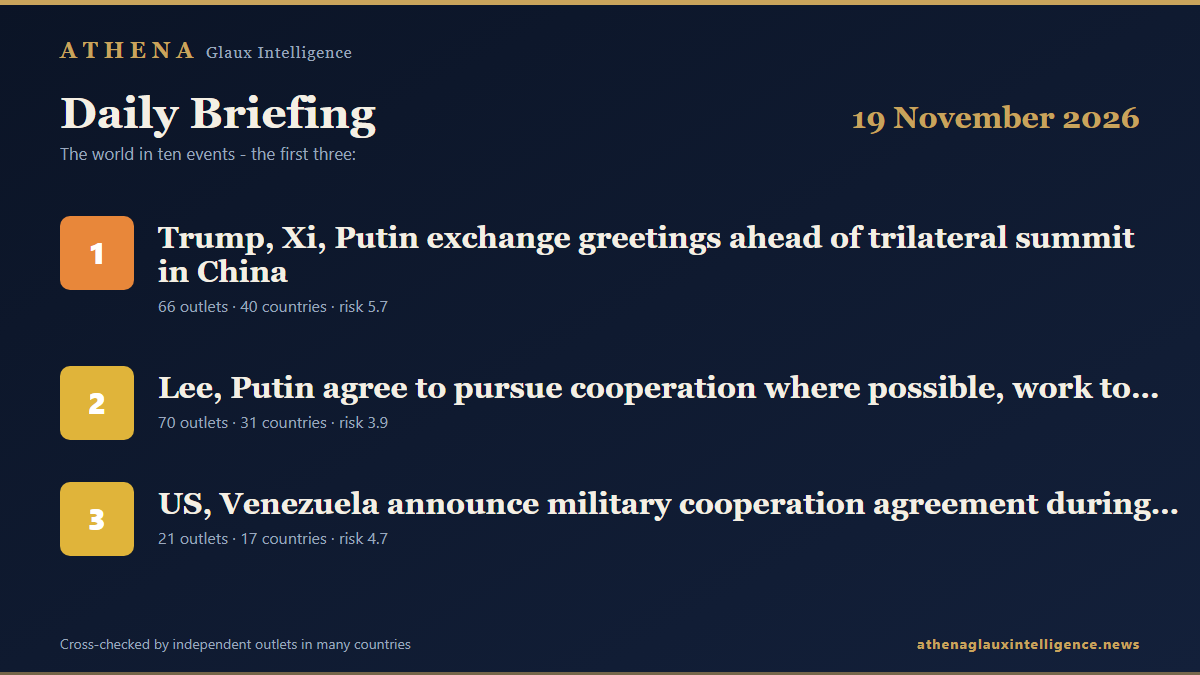 ATHENA Glaux Intelligence
Daily Briefing
19 November 2026
The world in ten events - the first three:
1
Trump, Xi, Putin exchange greetings ahead of trilateral summit
in China
66 outlets · 40 countries · risk 5.7
2
Lee, Putin agree to pursue cooperation where possible, work to...
70 outlets · 31 countries · risk 3.9
3
US, Venezuela announce military cooperation agreement during...
21 outlets · 17 countries · risk 4.7
Cross-checked by independent outlets in many countries
athenaglauxintelligence.news